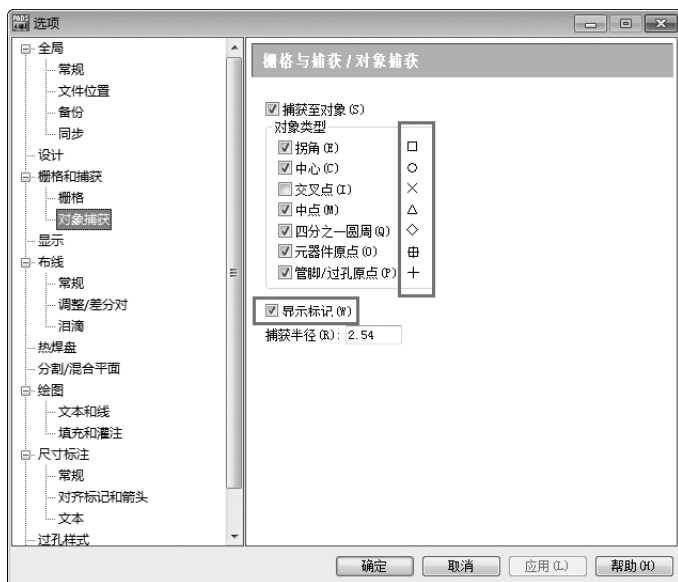 PADS
选项
全局
常规
文件位置
备份
同步
设计
栅格和捕获
栅格
对象捕获
显示
布线
常规
调整/差分对
泪滴
热焊盘
分割/混合平面
绘图
文本和线
填充和灌注
尺寸标注
常规
对齐标记和箭头
文本
过孔样式
栅格与捕获/对象捕获
捕获至对象(S)
对象类型
拐角(E)
中心(C)
交叉点(I)
中点(M)
四分之一圆周(Q)
元器件原点(O)
管脚/过孔原点(P)
显示标记(W)
捕获半径(R): 2.54
确定
取消
应用(L)
帮助(H)